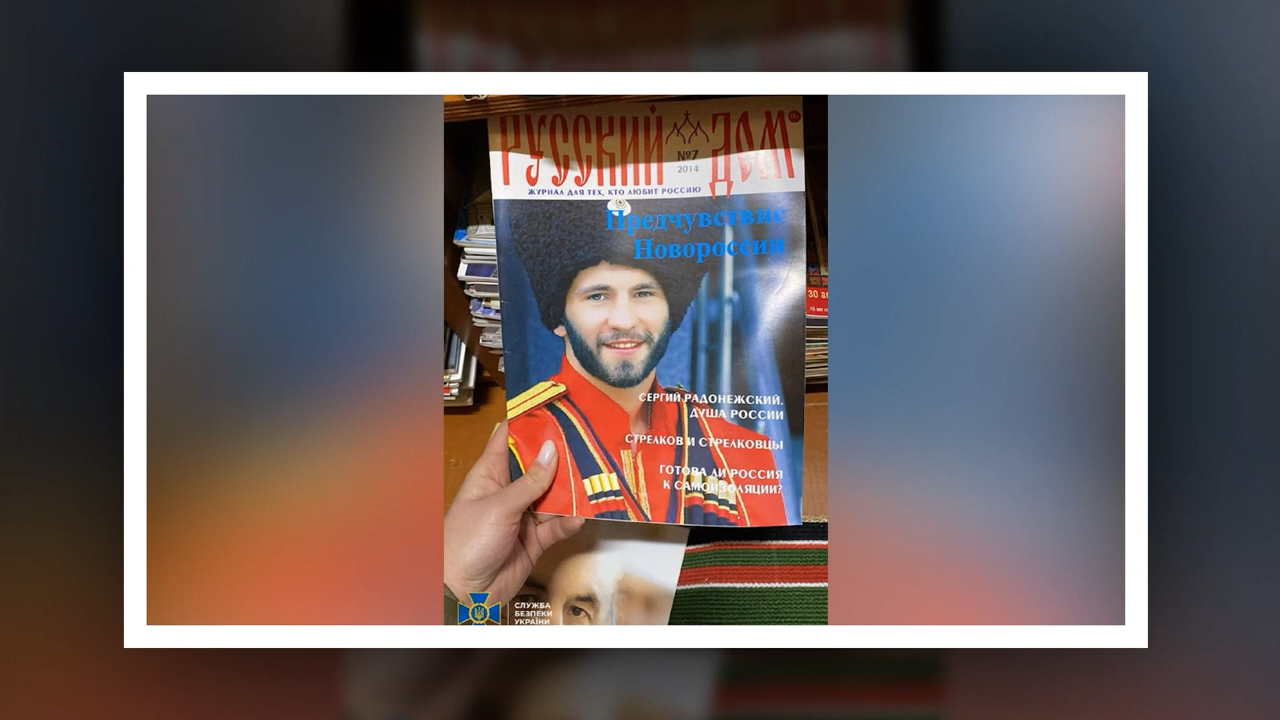 РУССКИЙ ДОМ
№7
2014
ЖУРНАЛ ДЛЯ ТЕХ, КТО ЛЮБИТ РОССИЮ
Предчувствие
Новороссии
СЕРГИЙ РАДОНЕЖСКИЙ.
ДУША РОССИИ
СТРЕЛКОВ И СТРЕЛКОВЦЫ
ГОТОВА ЛИ РОССИЯ
К САМОИЗОЛЯЦИИ?
СЛУЖБА
БЕЗПЕКИ
УКРАЇНИ